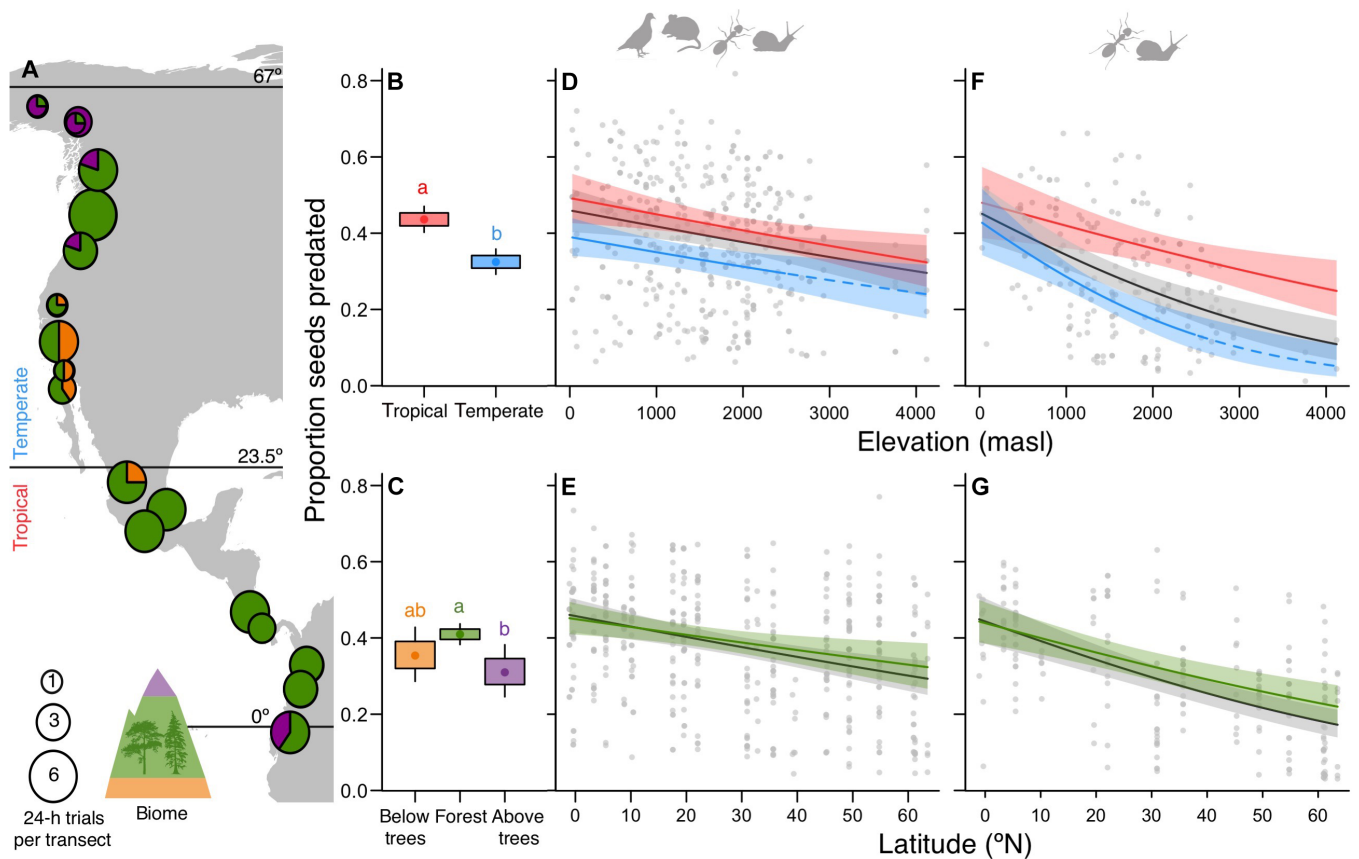 A
67º
Temperate
23.5º
Tropical
0º
1
3
6
24-h trials
per transect
Biome
Proportion seeds predated
B
0.8
0.6
0.4
0.2
0.0
a
b
Tropical Temperate
D
0 1000 2000 3000 4000
F
0 1000 2000 3000 4000
Elevation (masl)
C
0.8
0.6
0.4
0.2
0.0
ab
a
b
Below Forest Above
trees trees
E
0 10 20 30 40 50 60
G
0 10 20 30 40 50 60
Latitude (ºN)